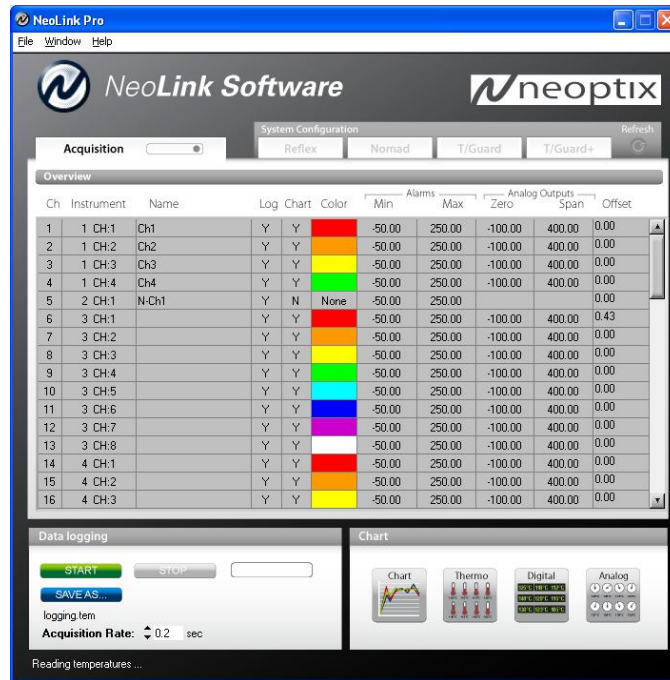 NeoLink Pro
File Window Help
NeoLink Software
neoptix
System Configuration
Refresh
Acquisition Reflex Nomad T/Guard T/Guard+
Overview
Alarms Analog Outputs
Ch Instrument Name Log Chart Color Min Max Zero Span Offset
1 1 CH:1 Ch1 Y Y -50.00 250.00 -100.00 400.00 0.00
2 1 CH:2 Ch2 Y Y -50.00 250.00 -100.00 400.00 0.00
3 1 CH:3 Ch3 Y Y -50.00 250.00 -100.00 400.00 0.00
4 1 CH:4 Ch4 Y Y -50.00 250.00 -100.00 400.00 0.00
5 2 CH:1 N-Ch1 Y N None -50.00 250.00 0.00
6 3 CH:1 Y Y -50.00 250.00 -100.00 400.00 0.43
7 3 CH:2 Y Y -50.00 250.00 -100.00 400.00 0.00
8 3 CH:3 Y Y -50.00 250.00 -100.00 400.00 0.00
9 3 CH:4 Y Y -50.00 250.00 -100.00 400.00 0.00
10 3 CH:5 Y Y -50.00 250.00 -100.00 400.00 0.00
11 3 CH:6 Y Y -50.00 250.00 -100.00 400.00 0.00
12 3 CH:7 Y Y -50.00 250.00 -100.00 400.00 0.00
13 3 CH:8 Y Y -50.00 250.00 -100.00 400.00 0.00
14 4 CH:1 Y Y -50.00 250.00 -100.00 400.00 0.00
15 4 CH:2 Y Y -50.00 250.00 -100.00 400.00 0.00
16 4 CH:3 Y Y -50.00 250.00 -100.00 400.00 0.00
Data logging
START STOP
SAVE AS...
logging.tem
Acquisition Rate: 0.2 sec
Chart
Chart Thermo Digital Analog
Reading temperatures ...